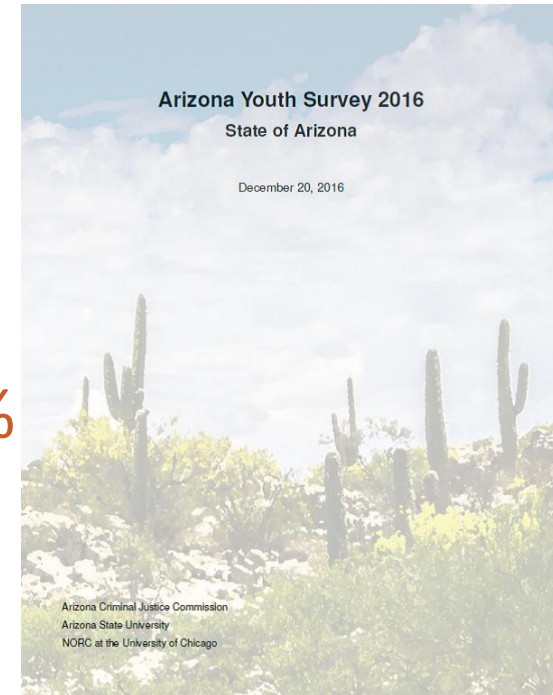 Arizona Youth Survey 2016
State of Arizona
December 20, 2016
%
Arizona Criminal Justice Commission
Arizona State University
NORC at the University of Chicago